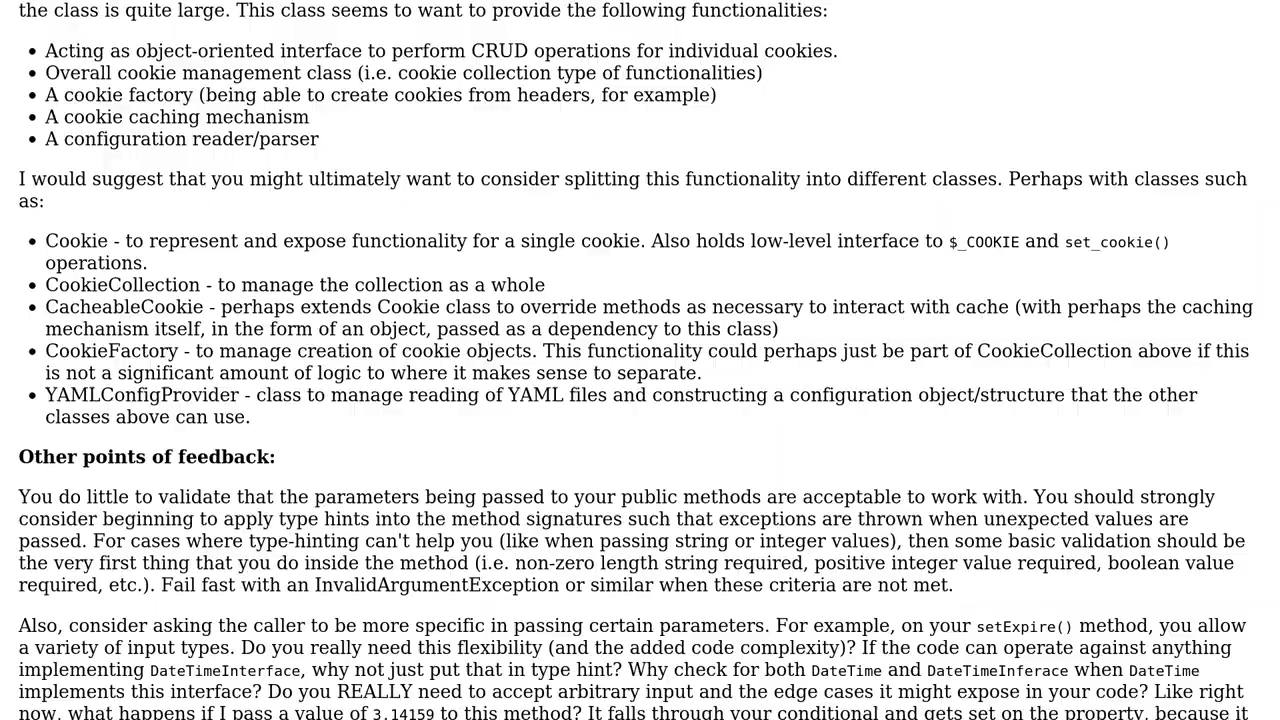 the class is quite large. This class seems to want to provide the following functionalities:
• Acting as object-oriented interface to perform CRUD operations for individual cookies.
• Overall cookie management class (i.e. cookie collection type of functionalities)
• A cookie factory (being able to create cookies from headers, for example)
• A cookie caching mechanism
• A configuration reader/parser
I would suggest that you might ultimately want to consider splitting this functionality into different classes. Perhaps with classes such
as:
• Cookie - to represent and expose functionality for a single cookie. Also holds low-level interface to $_COOKIE and set_cookie()
operations.
• CookieCollection - to manage the collection as a whole
• CacheableCookie - perhaps extends Cookie class to override methods as necessary to interact with cache (with perhaps the caching
mechanism itself, in the form of an object, passed as a dependency to this class)
• CookieFactory - to manage creation of cookie objects. This functionality could perhaps just be part of CookieCollection above if this
is not a significant amount of logic to where it makes sense to separate.
• YAMLConfigProvider - class to manage reading of YAML files and constructing a configuration object/structure that the other
classes above can use.
Other points of feedback:
You do little to validate that the parameters being passed to your public methods are acceptable to work with. You should strongly
consider beginning to apply type hints into the method signatures such that exceptions are thrown when unexpected values are
passed. For cases where type-hinting can't help you (like when passing string or integer values), then some basic validation should be
the very first thing that you do inside the method (i.e. non-zero length string required, positive integer value required, boolean value
required, etc.). Fail fast with an InvalidArgumentException or similar when these criteria are not met.
Also, consider asking the caller to be more specific in passing certain parameters. For example, on your setExpire() method, you allow
a variety of input types. Do you really need this flexibility (and the added code complexity)? If the code can operate against anything
implementing DateTimeInterface, why not just put that in type hint? Why check for both DateTime and DateTimeInferace when DateTime
implements this interface? Do you REALLY need to accept arbitrary input and the edge cases it might expose in your code? Like right
now, what happens if I pass a value of 3.14159 to this method? It falls through your conditional and gets set on the property, because it